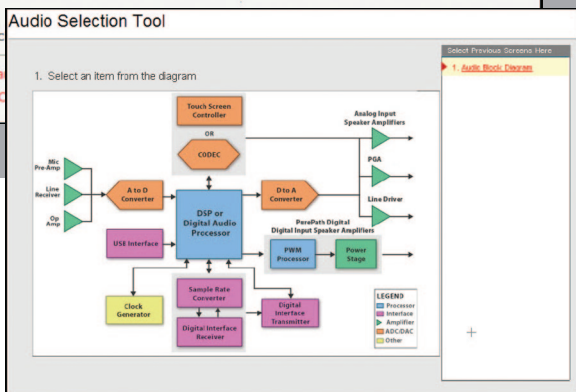 Audio Selection Tool
Select Previous Screens Here
1. Audio Block Diagram
1. Select an item from the diagram
Touch Screen
Controller
OR
CODEC
Analog Input
Speaker Amplifiers
PGA
Line Driver
Mic
Pre-Amp
Line
Receiver
Op
Amp
A to D
Converter
DSP or
Digital Audio
Processor
D to A
Converter
PerePath Digital
Digital Input Speaker Amplifiers
USE Interface
PWM
Processor
Power
Stage
Clock
Generator
Sample Rate
Converter
Digital Interface
Receiver
Digital
Interface
Transmitter
LEGEND
Processor
Interface
Amplifier
ADC/DAC
Other